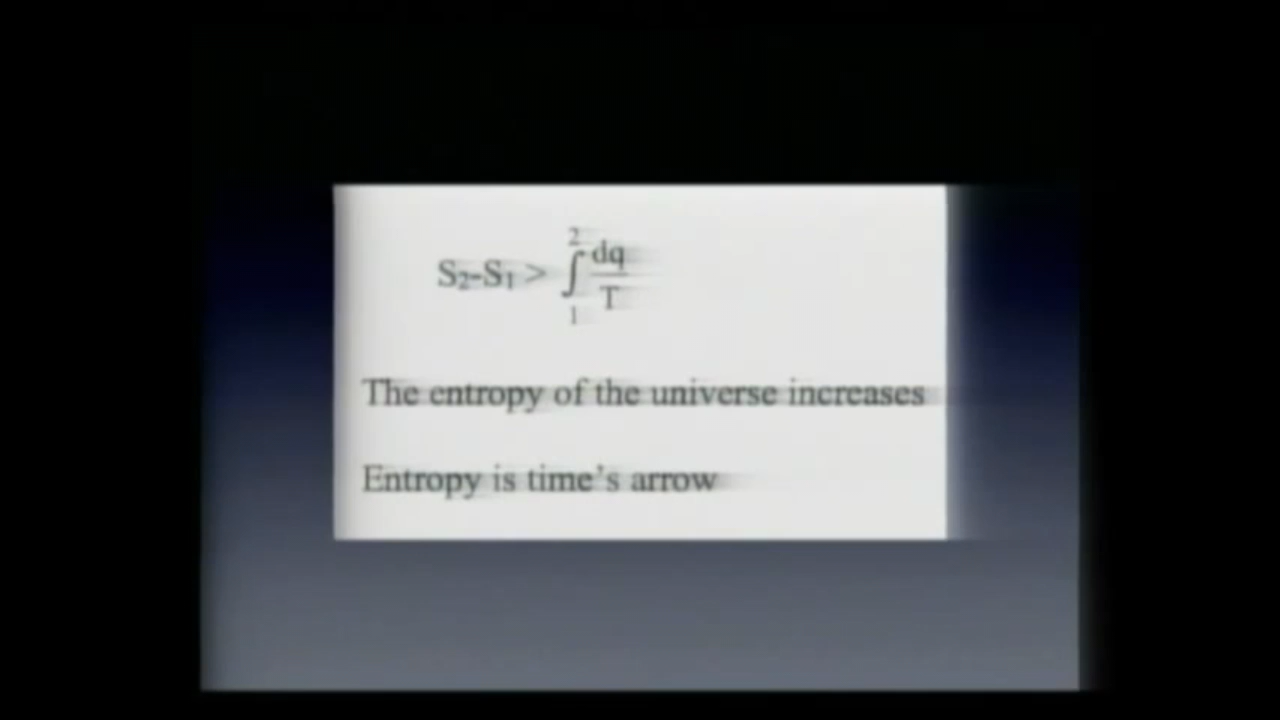 S₂-S₁ > ∫₁² dq/T
The entropy of the universe increases
Entropy is time's arrow